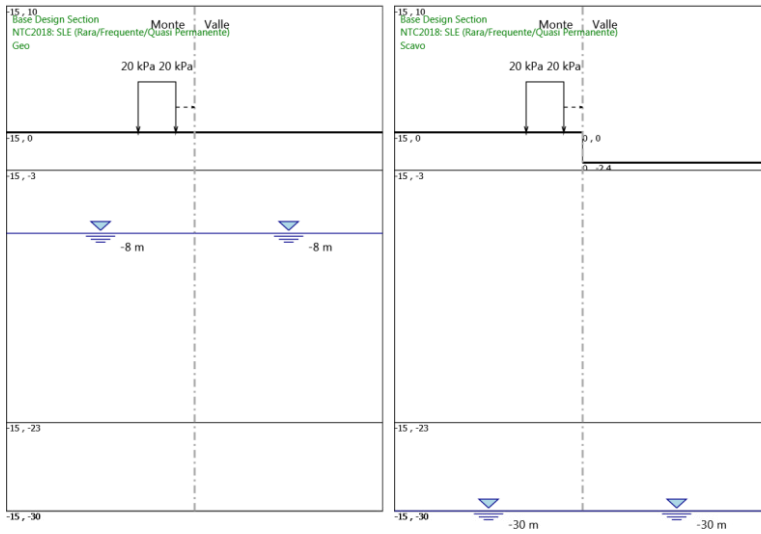 -15 , 10
Base Design Section
Monte
Valle
NTC2018: SLE (Rara/Frequente/Quasi Permanente)
Geo
20 kPa 20 kPa
-15 , 0
-15 , -3
-8 m
-8 m
-15 , -23
-15 , -30
-15 , 10
Base Design Section
Monte
Valle
NTC2018: SLE (Rara/Frequente/Quasi Permanente)
Scavo
20 kPa 20 kPa
-15 , 0
0 , 0
0 , -2.4
-15 , -3
-15 , -23
-15 , -30
-30 m
-30 m